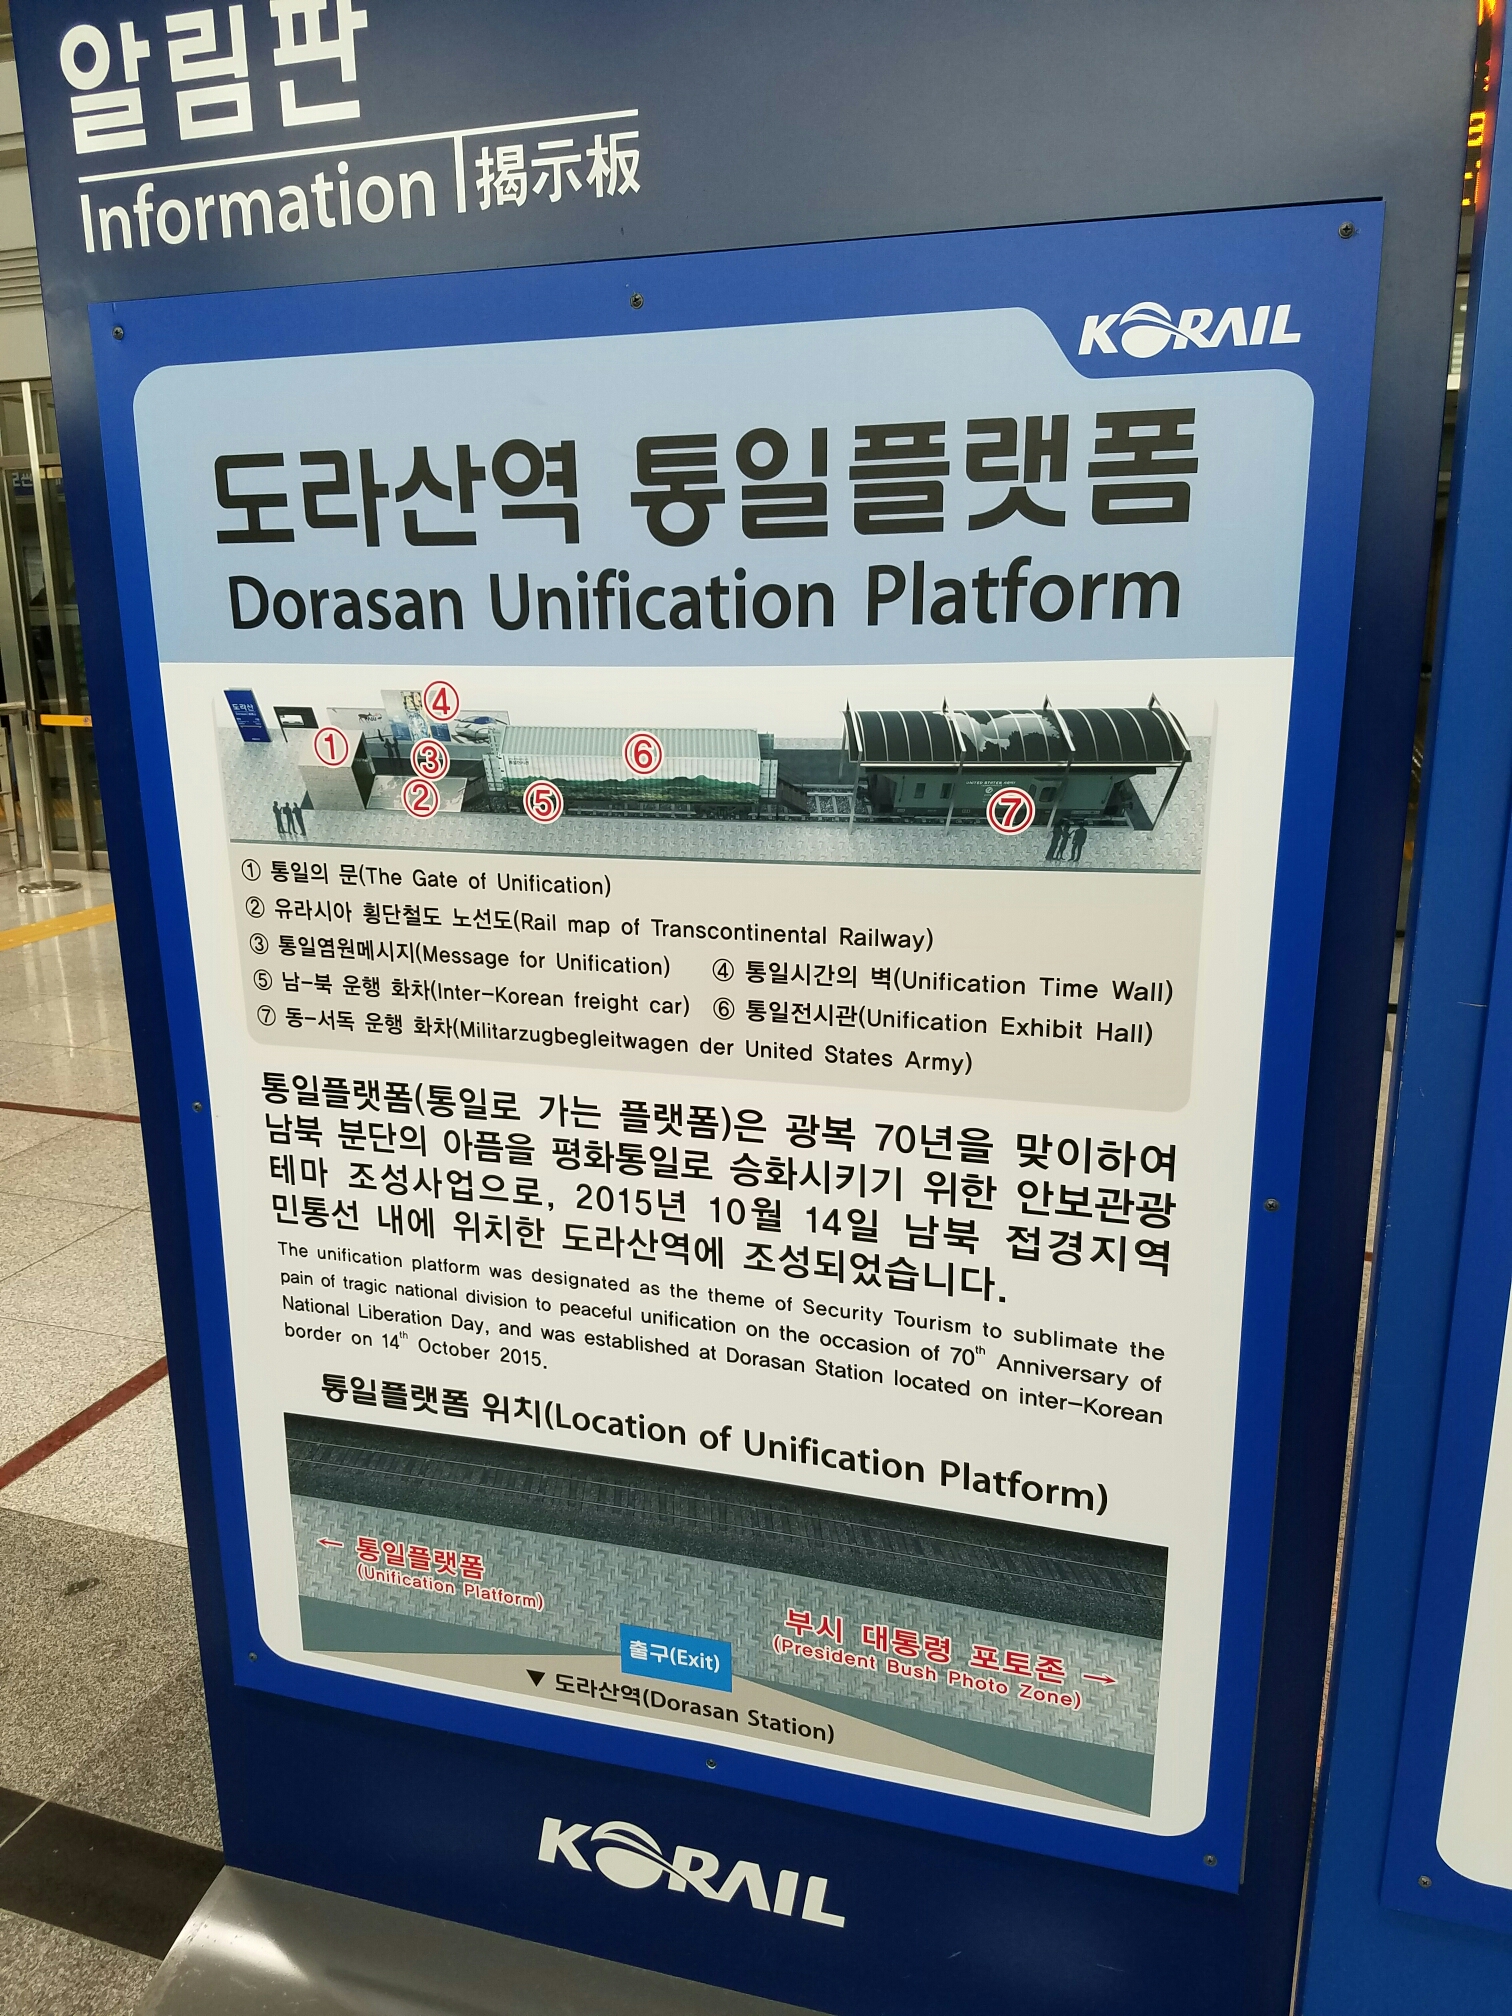 알림판
Information 揭示板
KORAIL
도라산역 통일플랫폼
Dorasan Unification Platform
도라산
④
①
③
⑥
②
⑤
UNITED STATES ARMY
⑦
① 통일의 문(The Gate of Unification)
② 유라시아 횡단철도 노선도(Rail map of Transcontinental Railway)
③ 통일염원메시지(Message for Unification) ④ 통일시간의 벽(Unification Time Wall)
⑤ 남-북 운행 화차(Inter-Korean freight car) ⑥ 통일전시관(Unification Exhibit Hall)
⑦ 동-서독 운행 화차(Militarzugbegleitwagen der United States Army)
통일플랫폼(통일로 가는 플랫폼)은 광복 70년을 맞이하여
남북 분단의 아픔을 평화통일로 승화시키기 위한 안보관광
테마 조성사업으로, 2015년 10월 14일 남북 접경지역
민통선 내에 위치한 도라산역에 조성되었습니다.
The unification platform was designated as the theme of Security Tourism to sublimate the
pain of tragic national division to peaceful unification on the occasion of 70th Anniversary of
National Liberation Day, and was established at Dorasan Station located on inter-Korean
border on 14th October 2015.
통일플랫폼 위치(Location of Unification Platform)
← 통일플랫폼
(Unification Platform)
부시 대통령 포토존 →
(President Bush Photo Zone)
출구(Exit)
▼ 도라산역(Dorasan Station)
KORAIL